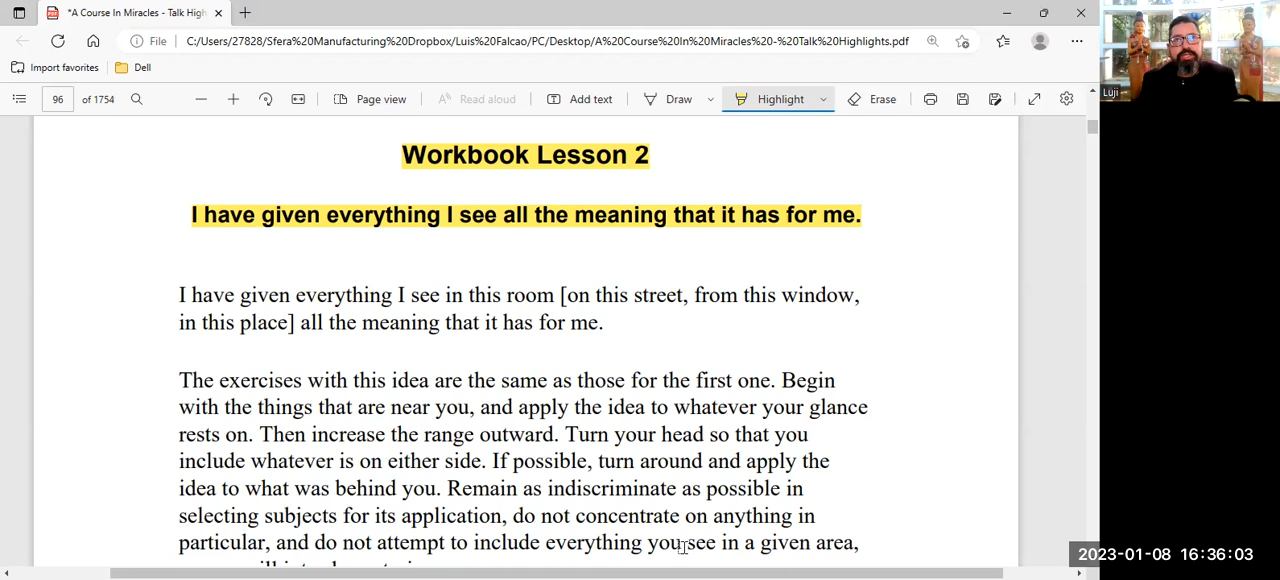 *A Course In Miracles - Talk High
File C:/Users/27828/Sfera%20Manufacturing%20Dropbox/Luis%20Falcao/PC/Desktop/A%20Course%20In%20Miracles%20-%20Talk%20Highlights.pdf
Import favorites Dell
96 of 1754 Page view Read aloud Add text Draw Highlight Erase
Luji
Workbook Lesson 2
I have given everything I see all the meaning that it has for me.
I have given everything I see in this room [on this street, from this window,
in this place] all the meaning that it has for me.
The exercises with this idea are the same as those for the first one. Begin
with the things that are near you, and apply the idea to whatever your glance
rests on. Then increase the range outward. Turn your head so that you
include whatever is on either side. If possible, turn around and apply the
idea to what was behind you. Remain as indiscriminate as possible in
selecting subjects for its application, do not concentrate on anything in
particular, and do not attempt to include everything you see in a given area,
2023-01-08 16:36:03